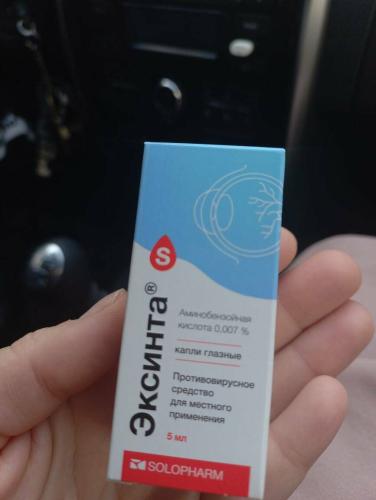 S
Эксинта®
Аминобензойная
кислота 0,007 %
капли глазные
Противовирусное
средство
для местного
применения
5 мл
SOLOPHARM